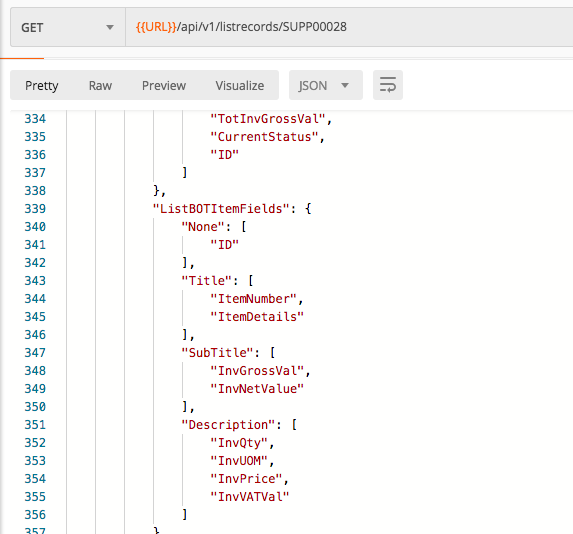 GET {{URL}}/api/v1/listrecords/SUPP00028
Pretty Raw Preview Visualize JSON
334 "TotInvGrossVal",
335 "CurrentStatus",
336 "ID"
337 ]
338 },
339 "ListBOTItemFields": {
340 "None": [
341 "ID"
342 ],
343 "Title": [
344 "ItemNumber",
345 "ItemDetails"
346 ],
347 "SubTitle": [
348 "InvGrossVal",
349 "InvNetValue"
350 ],
351 "Description": [
352 "InvQty",
353 "InvUOM",
354 "InvPrice",
355 "InvVATVal"
356 ]
357 }